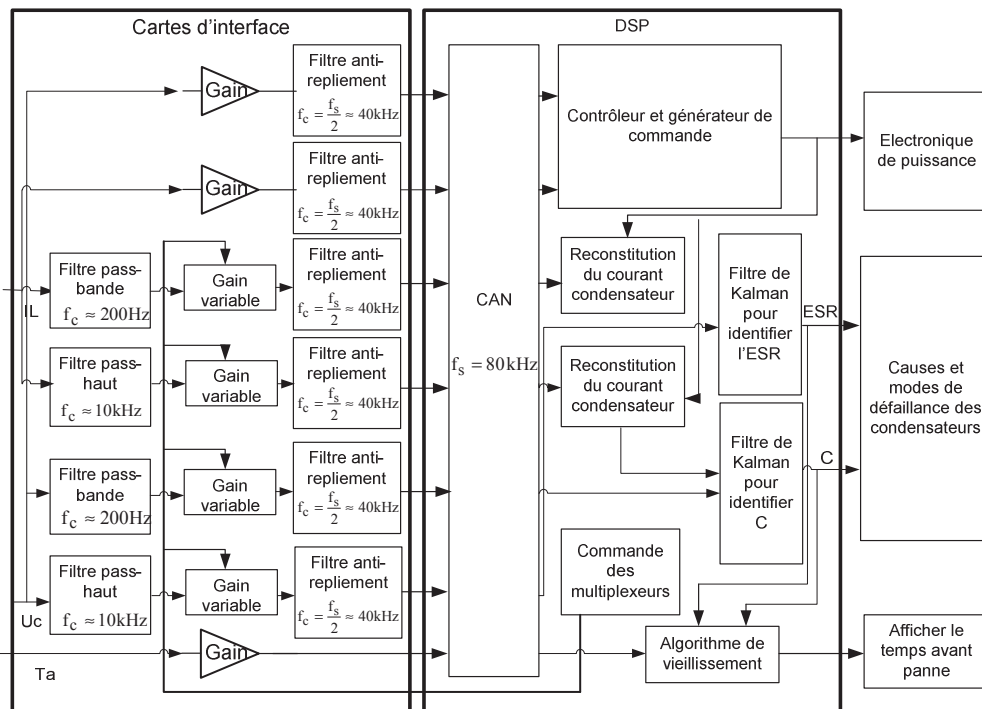 Cartes d'interface
DSP
Gain
Filtre anti-
repliement
f_c = f_s/2 ≈ 40kHz
Gain
Filtre anti-
repliement
f_c = f_s/2 ≈ 40kHz
IL
Filtre pass-
bande
f_c ≈ 200Hz
Gain
variable
Filtre anti-
repliement
f_c = f_s/2 ≈ 40kHz
Filtre pass-
haut
f_c ≈ 10kHz
Gain
variable
Filtre anti-
repliement
f_c = f_s/2 ≈ 40kHz
Filtre pass-
bande
f_c ≈ 200Hz
Gain
variable
Filtre anti-
repliement
f_c = f_s/2 ≈ 40kHz
Uc
Filtre pass-
haut
f_c ≈ 10kHz
Gain
variable
Filtre anti-
repliement
f_c = f_s/2 ≈ 40kHz
Ta
Gain
CAN
f_s = 80kHz
Contrôleur et générateur de
commande
Reconstitution
du courant
condensateur
Reconstitution
du courant
condensateur
Filtre de
Kalman
pour
identifier
l'ESR
Filtre de
Kalman
pour
identifier
C
Commande
des
multiplexeurs
Algorithme de
vieillissement
ESR
C
Electronique
de puissance
Causes et
modes de
défaillance des
condensateurs
Afficher le
temps avant
panne